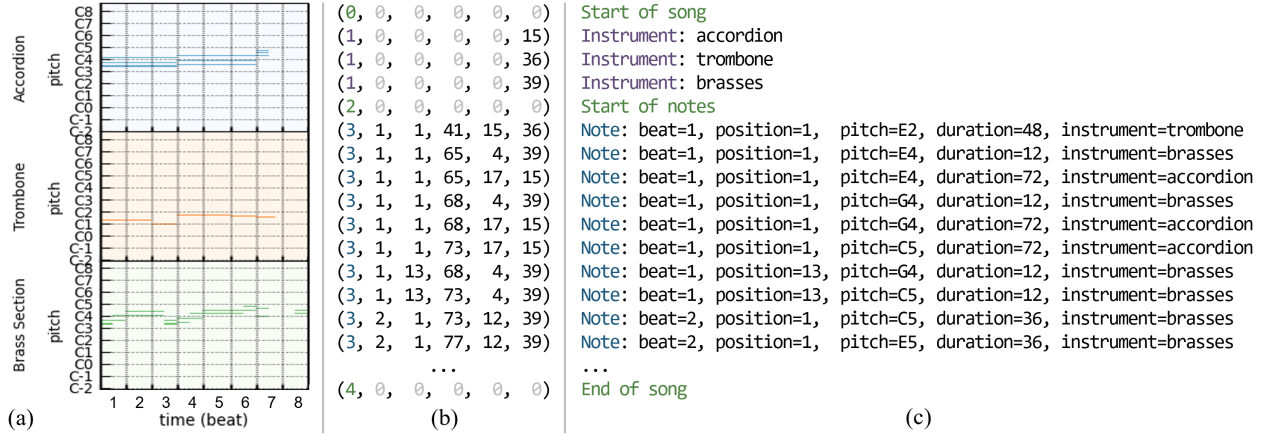 Accordion
pitch
C8
C7
C6
C5
C4
C3
C2
C1
C0
C-1
C-2
Trombone
pitch
C8
C7
C6
C5
C4
C3
C2
C1
C0
C-1
C-2
Brass Section
pitch
C8
C7
C6
C5
C4
C3
C2
C1
C0
C-1
C-2
1 2 3 4 5 6 7 8
time (beat)
(a)
(0, 0, 0, 0, 0, 0)
(1, 0, 0, 0, 0, 15)
(1, 0, 0, 0, 0, 36)
(1, 0, 0, 0, 0, 39)
(2, 0, 0, 0, 0, 0)
(3, 1, 1, 41, 15, 36)
(3, 1, 1, 65, 4, 39)
(3, 1, 1, 65, 17, 15)
(3, 1, 1, 68, 4, 39)
(3, 1, 1, 68, 17, 15)
(3, 1, 1, 73, 17, 15)
(3, 1, 13, 68, 4, 39)
(3, 1, 13, 73, 4, 39)
(3, 2, 1, 73, 12, 39)
(3, 2, 1, 77, 12, 39)
...
(4, 0, 0, 0, 0, 0)
(b)
Start of song
Instrument: accordion
Instrument: trombone
Instrument: brasses
Start of notes
Note: beat=1, position=1, pitch=E2, duration=48, instrument=trombone
Note: beat=1, position=1, pitch=E4, duration=12, instrument=brasses
Note: beat=1, position=1, pitch=E4, duration=72, instrument=accordion
Note: beat=1, position=1, pitch=G4, duration=12, instrument=brasses
Note: beat=1, position=1, pitch=G4, duration=72, instrument=accordion
Note: beat=1, position=1, pitch=C5, duration=72, instrument=accordion
Note: beat=1, position=13, pitch=G4, duration=12, instrument=brasses
Note: beat=1, position=13, pitch=C5, duration=12, instrument=brasses
Note: beat=2, position=1, pitch=C5, duration=36, instrument=brasses
Note: beat=2, position=1, pitch=E5, duration=36, instrument=brasses
...
End of song
(c)